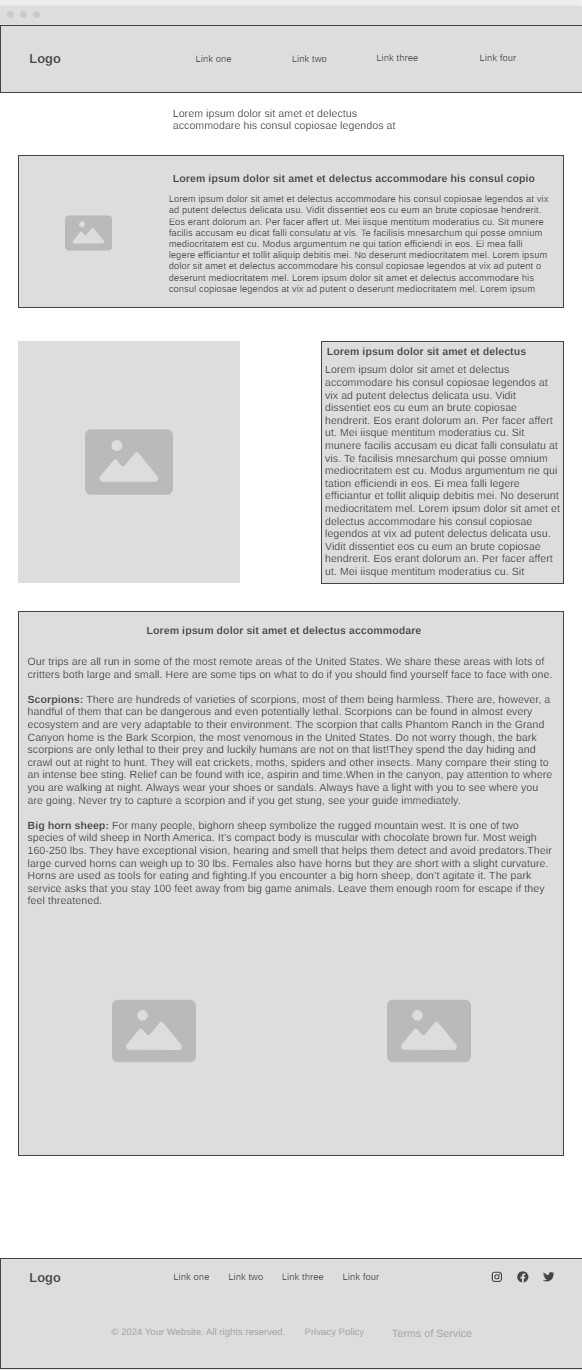 Logo
Link one
Link two
Link three
Link four
Lorem ipsum dolor sit amet et delectus
accommodare his consul copiosae legendos at
Lorem ipsum dolor sit amet et delectus accommodare his consul copio
Lorem ipsum dolor sit amet et delectus accommodare his consul copiosae legendos at vix
ad putent delectus delicata usu. Vidit dissentiet eos cu eum an brute copiosae hendrerit.
Eos erant dolorum an. Per facer affert ut. Mei iisque mentitum moderatius cu. Sit munere
facilis accusam eu dicat falli consulatu at vis. Te facilisis mnesarchum qui posse omnium
mediocritatem est cu. Modus argumentum ne qui tation efficiendi in eos. Ei mea falli
legere efficiantur et tollit aliquip debitis mei. No deserunt mediocritatem mel. Lorem ipsum
dolor sit amet et delectus accommodare his consul copiosae legendos at vix ad putent o
deserunt mediocritatem mel. Lorem ipsum dolor sit amet et delectus accommodare his
consul copiosae legendos at vix ad putent o deserunt mediocritatem mel. Lorem ipsum
Lorem ipsum dolor sit amet et delectus
Lorem ipsum dolor sit amet et delectus
accommodare his consul copiosae legendos at
vix ad putent delectus delicata usu. Vidit
dissentiet eos cu eum an brute copiosae
hendrerit. Eos erant dolorum an. Per facer affert
ut. Mei iisque mentitum moderatius cu. Sit
munere facilis accusam eu dicat falli consulatu at
vis. Te facilisis mnesarchum qui posse omnium
mediocritatem est cu. Modus argumentum ne qui
tation efficiendi in eos. Ei mea falli legere
efficiantur et tollit aliquip debitis mei. No deserunt
mediocritatem mel. Lorem ipsum dolor sit amet et
delectus accommodare his consul copiosae
legendos at vix ad putent delectus delicata usu.
Vidit dissentiet eos cu eum an brute copiosae
hendrerit. Eos erant dolorum an. Per facer affert
ut. Mei iisque mentitum moderatius cu. Sit
Lorem ipsum dolor sit amet et delectus accommodare
Our trips are all run in some of the most remote areas of the United States. We share these areas with lots of
critters both large and small. Here are some tips on what to do if you should find yourself face to face with one.
Scorpions: There are hundreds of varieties of scorpions, most of them being harmless. There are, however, a
handful of them that can be dangerous and even potentially lethal. Scorpions can be found in almost every
ecosystem and are very adaptable to their environment. The scorpion that calls Phantom Ranch in the Grand
Canyon home is the Bark Scorpion, the most venomous in the United States. Do not worry though, the bark
scorpions are only lethal to their prey and luckily humans are not on that list!They spend the day hiding and
crawl out at night to hunt. They will eat crickets, moths, spiders and other insects. Many compare their sting to
an intense bee sting. Relief can be found with ice, aspirin and time.When in the canyon, pay attention to where
you are walking at night. Always wear your shoes or sandals. Always have a light with you to see where you
are going. Never try to capture a scorpion and if you get stung, see your guide immediately.
Big horn sheep: For many people, bighorn sheep symbolize the rugged mountain west. It is one of two
species of wild sheep in North America. It's compact body is muscular with chocolate brown fur. Most weigh
160-250 lbs. They have exceptional vision, hearing and smell that helps them detect and avoid predators.Their
large curved horns can weigh up to 30 lbs. Females also have horns but they are short with a slight curvature.
Horns are used as tools for eating and fighting.If you encounter a big horn sheep, don't agitate it. The park
service asks that you stay 100 feet away from big game animals. Leave them enough room for escape if they
feel threatened.
Logo
Link one
Link two
Link three
Link four
© 2024 Your Website. All rights reserved.
Privacy Policy
Terms of Service